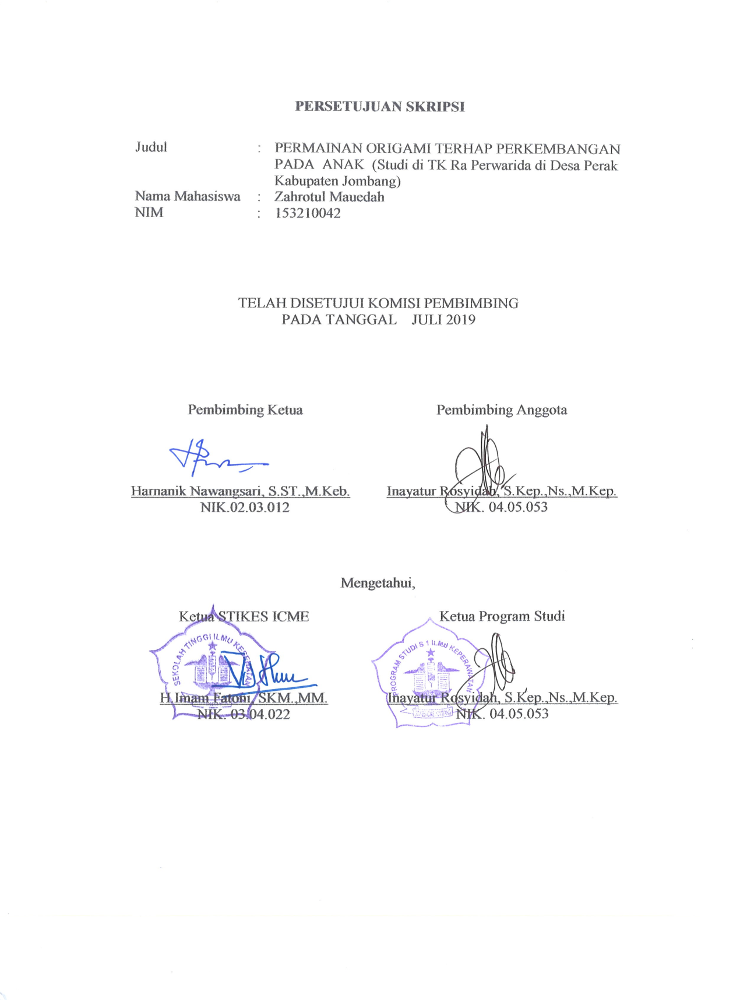 PERSETUJUAN SKRIPSI
Judul : PERMAINAN ORIGAMI TERHAP PERKEMBANGAN
PADA ANAK (Studi di TK Ra Perwarida di Desa Perak
Kabupaten Jombang)
Nama Mahasiswa : Zahrotul Mauedah
NIM : 153210042
TELAH DISETUJUI KOMISI PEMBIMBING
PADA TANGGAL JULI 2019
Pembimbing Ketua
Harnanik Nawangsari, S.ST.,M.Keb.
NIK.02.03.012
Pembimbing Anggota
Inayatur Rosyidah, S.Kep.,Ns.,M.Kep.
NIK. 04.05.053
Mengetahui,
Ketua STIKES ICME
SEKOLAH TINGGI ILMU KESEHATAN
H.Imam Fatoni, SKM.,MM.
NIK. 03.04.022
Ketua Program Studi
PROGRAM STUDI S 1 ILMU KEPERAWATAN
Inayatur Rosyidah, S.Kep.,Ns.,M.Kep.
NIK. 04.05.053